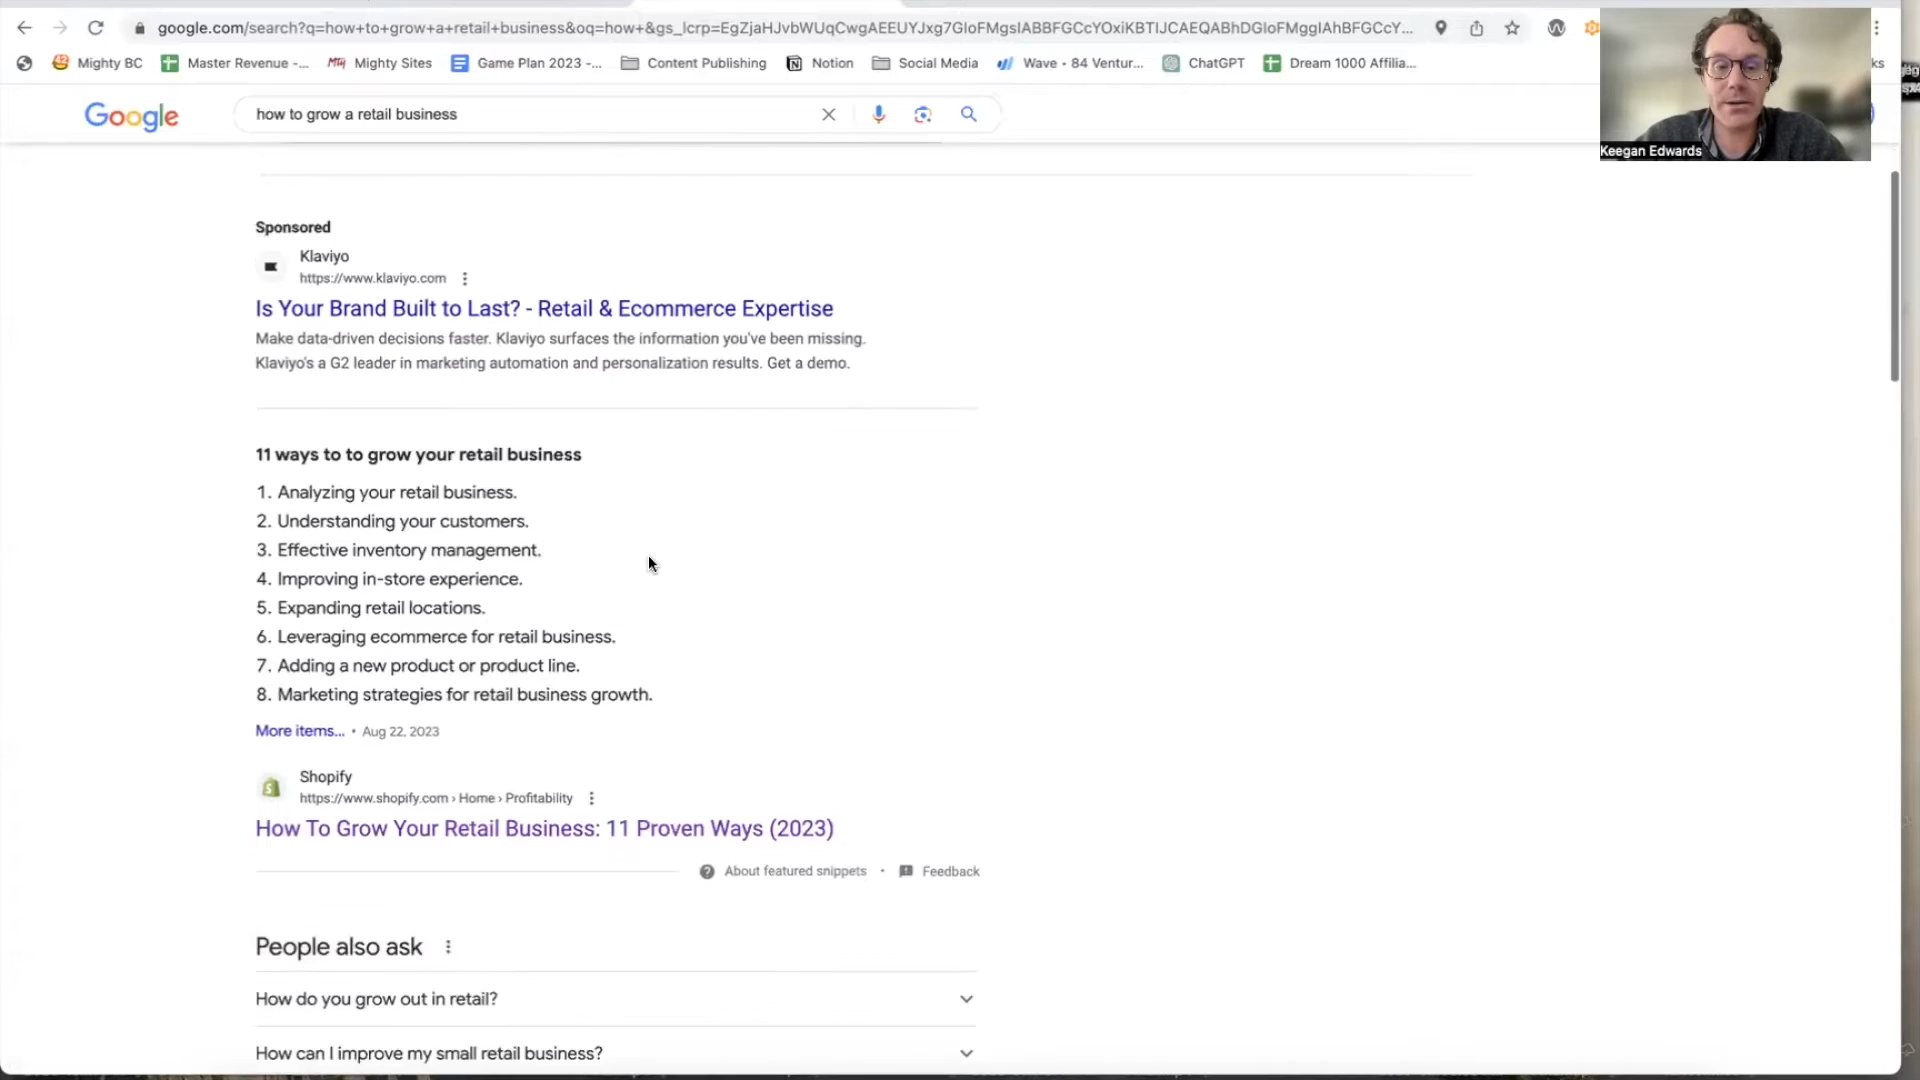 google.com/search?q=how+to+grow+a+retail+business&oq=how+&gs_lcrp=EgZjaHJvbWUqCwgAEEUYJxg7GIoFMgsIABBFGCcYOxiKBTIJCAEQABhDGIoFMggIAhBFGCcY...
Mighty BC
Master Revenue -...
Mighty Sites
Game Plan 2023 -...
Content Publishing
Notion
Social Media
Wave • 84 Ventur...
ChatGPT
Dream 1000 Affilia...
Keegan Edwards
Google
how to grow a retail business
Sponsored
Klaviyo
https://www.klaviyo.com
Is Your Brand Built to Last? - Retail & Ecommerce Expertise
Make data-driven decisions faster. Klaviyo surfaces the information you've been missing.
Klaviyo's a G2 leader in marketing automation and personalization results. Get a demo.
11 ways to to grow your retail business
1. Analyzing your retail business.
2. Understanding your customers.
3. Effective inventory management.
4. Improving in-store experience.
5. Expanding retail locations.
6. Leveraging ecommerce for retail business.
7. Adding a new product or product line.
8. Marketing strategies for retail business growth.
More items... • Aug 22, 2023
Shopify
https://www.shopify.com › Home › Profitability
How To Grow Your Retail Business: 11 Proven Ways (2023)
About featured snippets • Feedback
People also ask
How do you grow out in retail?
How can I improve my small retail business?